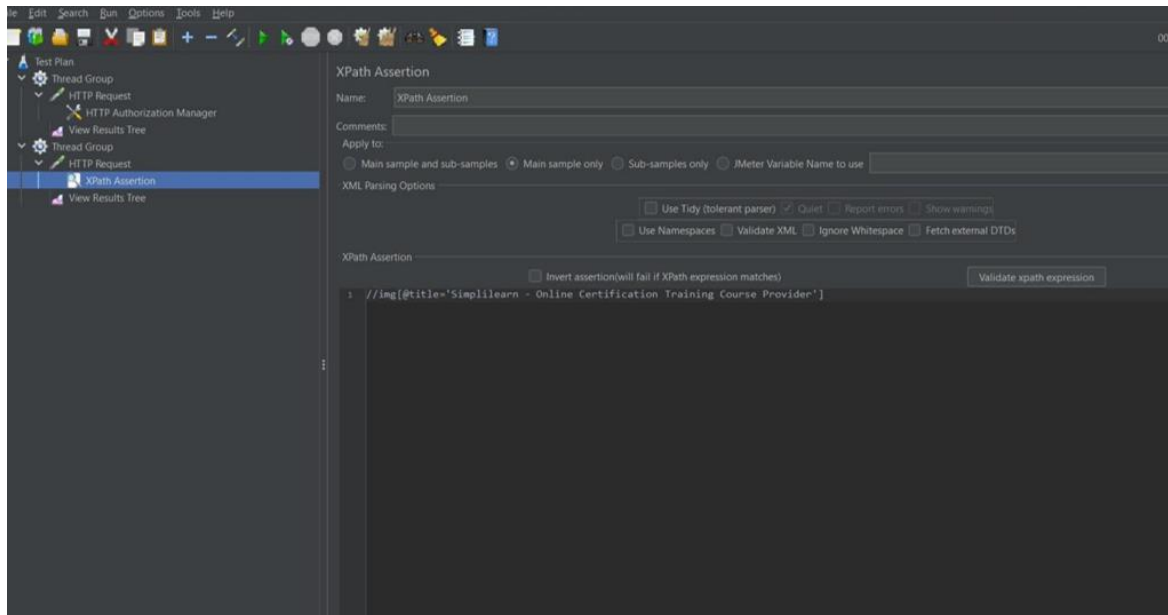 le Edit Search Run Options Tools Help
00
Test Plan
Thread Group
HTTP Request
HTTP Authorization Manager
View Results Tree
Thread Group
HTTP Request
XPath Assertion
View Results Tree
XPath Assertion
Name: XPath Assertion
Comments:
Apply to:
Main sample and sub-samples Main sample only Sub-samples only JMeter Variable Name to use
XML Parsing Options
Use Tidy (tolerant parser) Quiet Report errors Show warnings
Use Namespaces Validate XML Ignore Whitespace Fetch external DTDs
XPath Assertion
Invert assertion(will fail if XPath expression matches) Validate xpath expression
1 //img[@title='Simplilearn - Online Certification Training Course Provider']